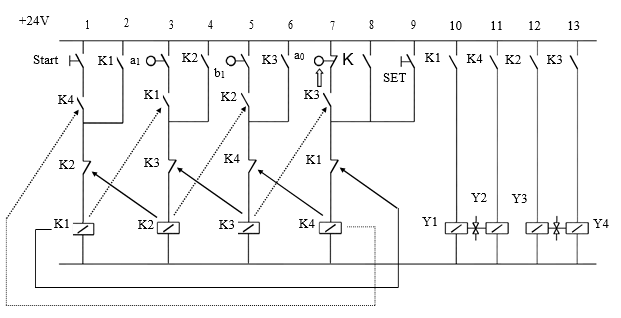 +24V 1 2 3 4 5 6 7 8 9 10 11 12 13
Start K1 a1 K2 b1 K3 a0 K SET K1 K4 K2 K3
K4 K1 K2 K3
K2 K3 K4 K1
K1 K2 K3 K4 Y1 Y2 Y3 Y4